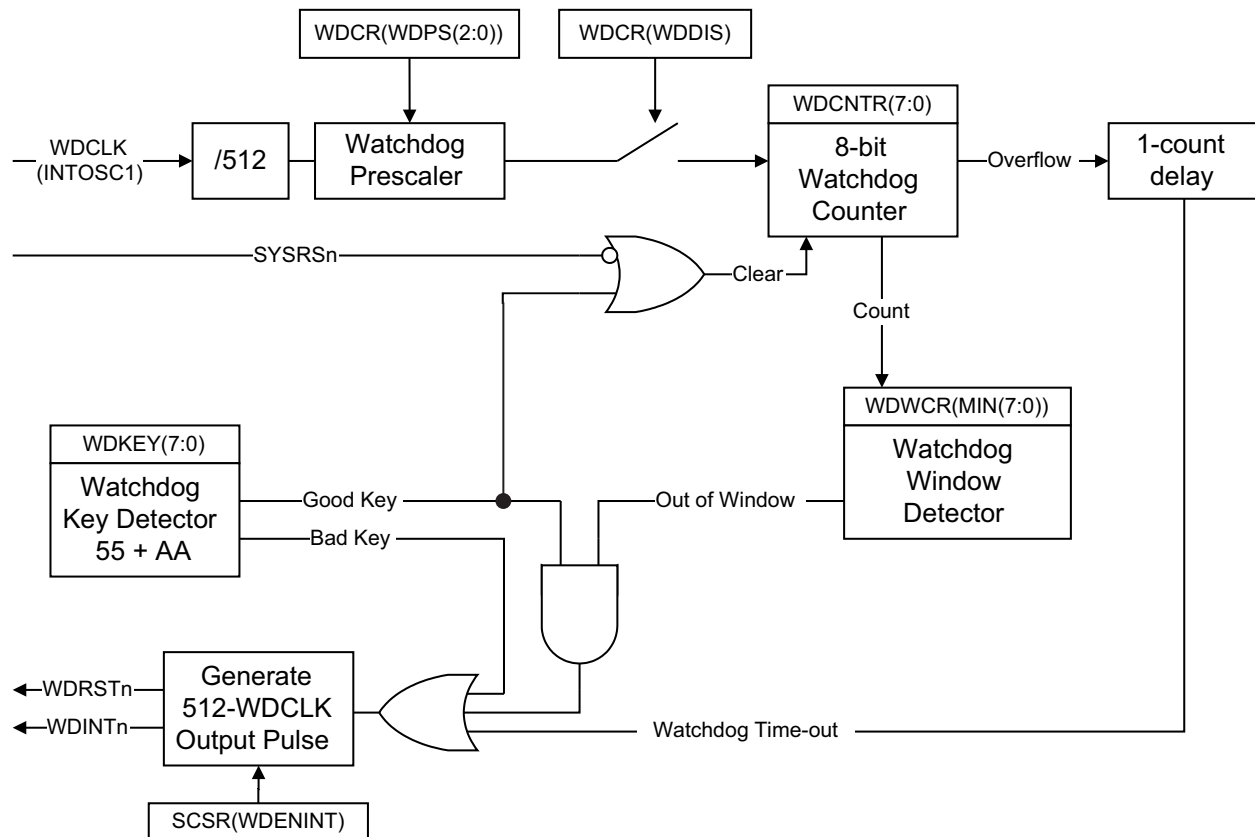 WDCR(WDPS(2:0))
WDCR(WDDIS)
WDCNTR(7:0)
WDCLK
(INTOSC1)
/512
Watchdog
Prescaler
8-bit
Watchdog
Counter
Overflow
1-count
delay
SYSRSn
Clear
Count
WDWCR(MIN(7:0))
Watchdog
Window
Detector
WDKEY(7:0)
Watchdog
Key Detector
55 + AA
Good Key
Bad Key
Out of Window
WDRSTn
WDINTn
Generate
512-WDCLK
Output Pulse
Watchdog Time-out
SCSR(WDENINT)